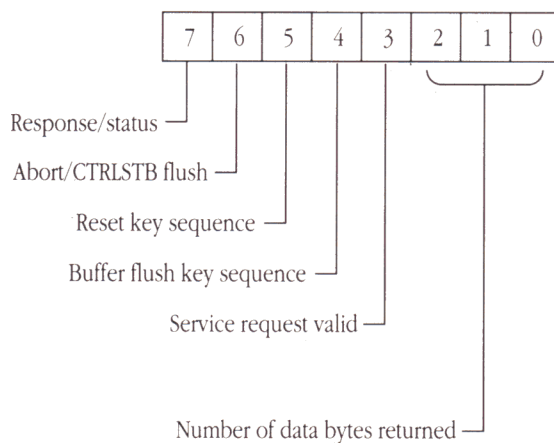 7 6 5 4 3 2 1 0
Response/status
Abort/CTRLSTB flush
Reset key sequence
Buffer flush key sequence
Service request valid
Number of data bytes returned